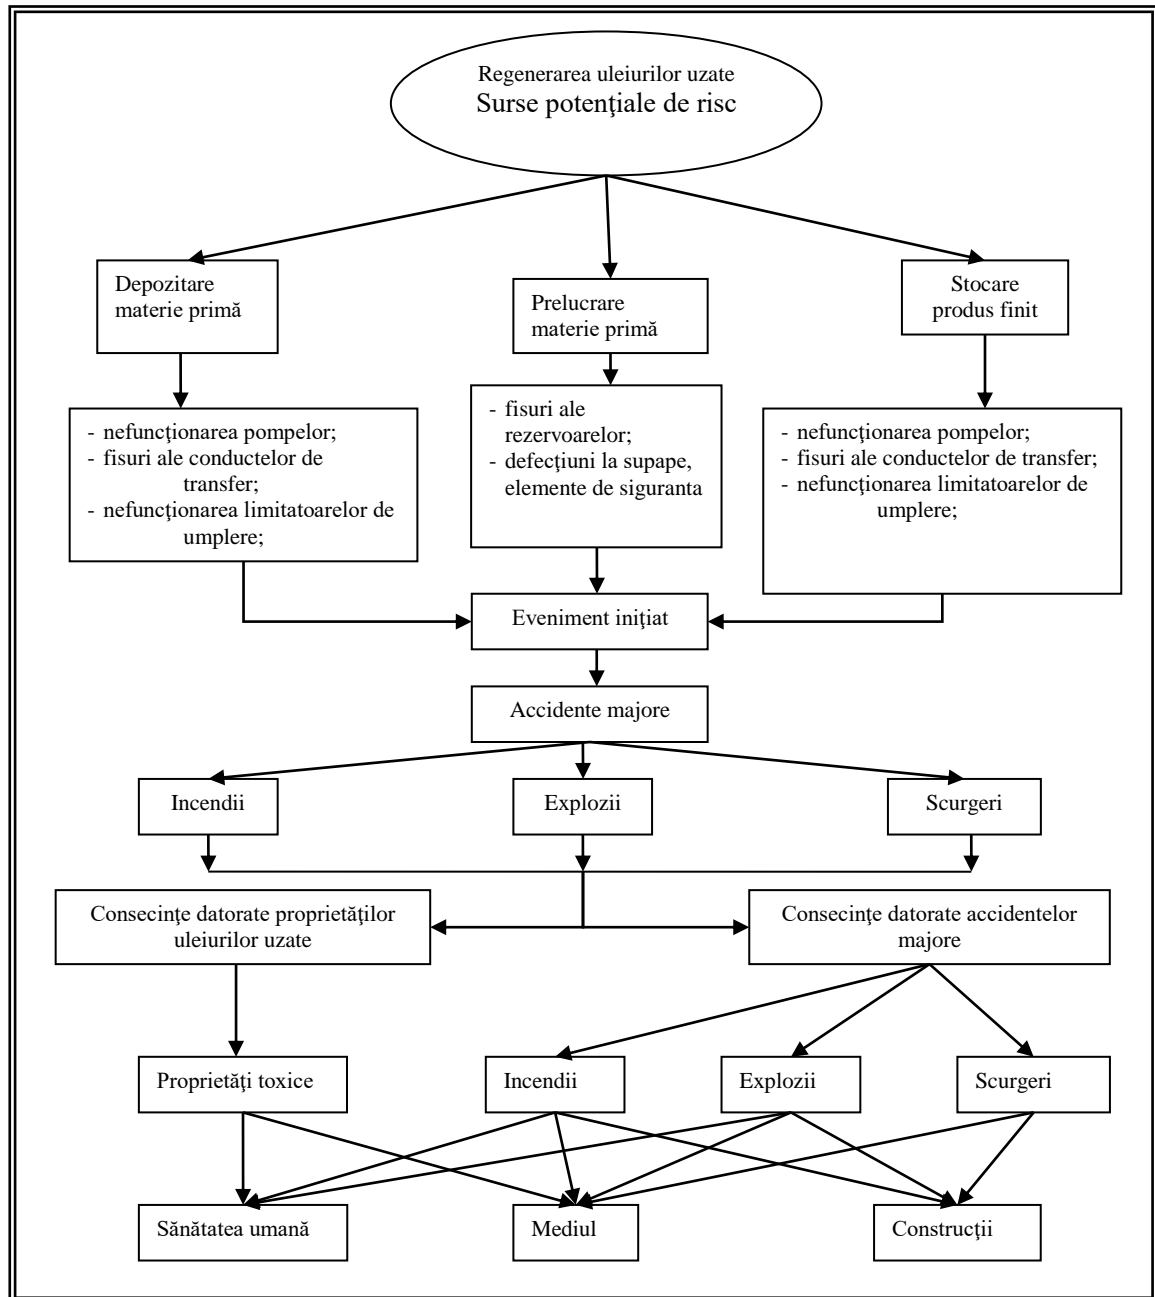 Regenerarea uleiurilor uzate
Surse potenţiale de risc
Depozitare
materie primă
Prelucrare
materie primă
Stocare
produs finit
- nefuncţionarea pompelor;
- fisuri ale conductelor de
transfer;
- nefuncţionarea limitatoarelor de
umplere;
- fisuri ale
rezervoarelor;
- defecţiuni la supape,
elemente de siguranta
- nefuncţionarea pompelor;
- fisuri ale conductelor de transfer;
- nefuncţionarea limitatoarelor de
umplere;
Eveniment iniţiat
Accidente majore
Incendii
Explozii
Scurgeri
Consecinţe datorate proprietăţilor
uleiurilor uzate
Consecinţe datorate accidentelor
majore
Proprietăţi toxice
Incendii
Explozii
Scurgeri
Sănătatea umană
Mediul
Construcţii